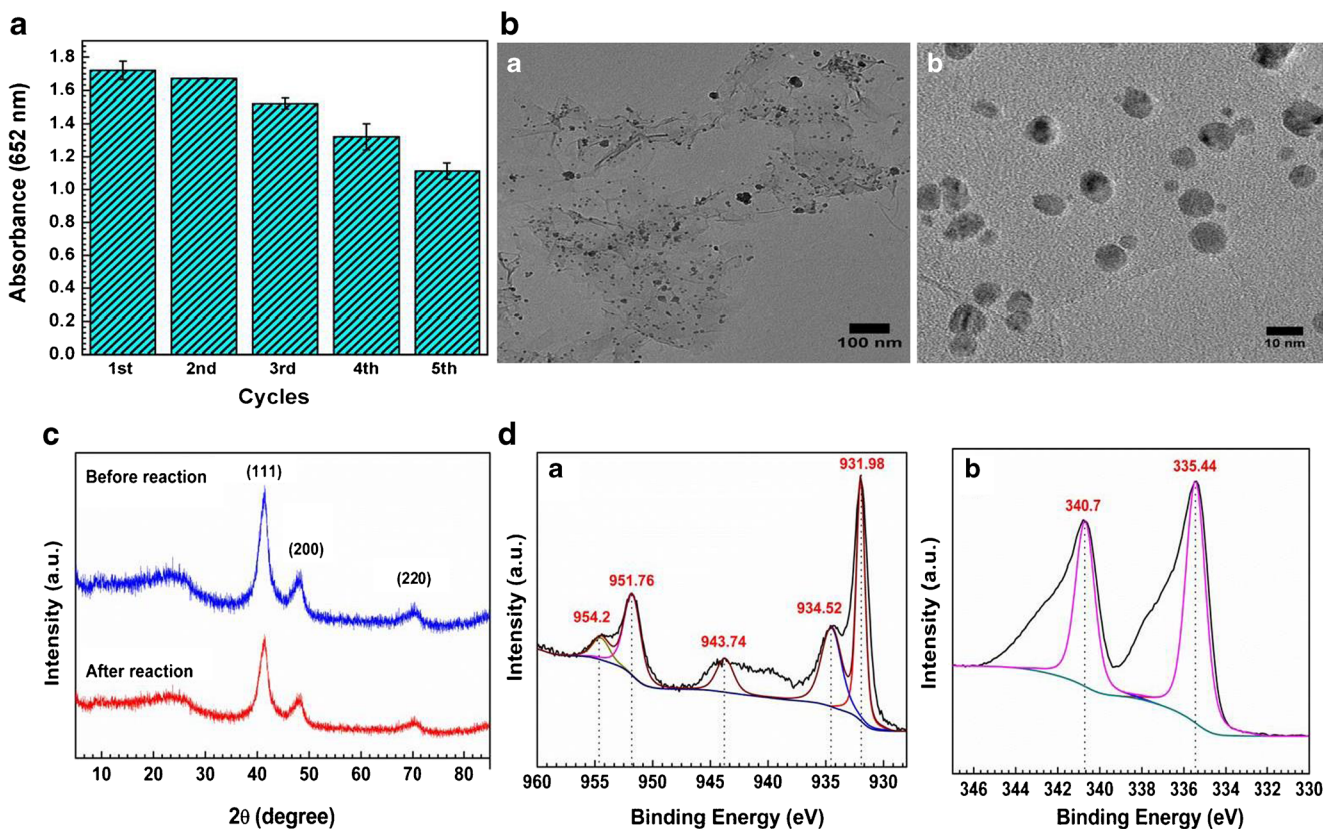 a
Absorbance (652 nm)
1.8
1.6
1.4
1.2
1.0
0.8
0.6
0.4
0.2
0.0
1st 2nd 3rd 4th 5th
Cycles
b
a
100 nm
b
10 nm
c
Intensity (a.u.)
Before reaction
(111)
(200)
(220)
After reaction
10 20 30 40 50 60 70 80
2θ (degree)
d
a
Intensity (a.u.)
954.2
951.76
943.74
934.52
931.98
960 955 950 945 940 933 930
Binding Energy (eV)
b
Intensity (a.u.)
340.7
335.44
346 344 342 340 338 336 334 332 330
Binding Energy (eV)